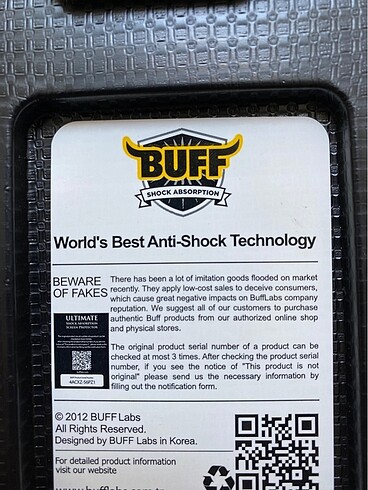 BUFF
SHOCK ABSORPTION
World's Best Anti-Shock Technology
BEWARE
OF FAKES
There has been a lot of imitation goods flooded on market
recently. They apply low-cost sales to deceive consumers,
which cause great negative impacts on BuffLabs company
reputation. We suggest all of our customers to purchase
authentic Buff products from our authorized online shop
and physical stores.
ULTIMATE
SHOCK ABSORPTION
SCREEN PROTECTOR
The original product serial number of a product can be
checked at most 3 times. After checking the product serial
number, if you see the notice of "This product is not
original" please send us the necessary information by
filling out the notification form.
© 2012 BUFF Labs
All Rights Reserved.
Designed by BUFF Labs in Korea.
For detailed product information
visit our website